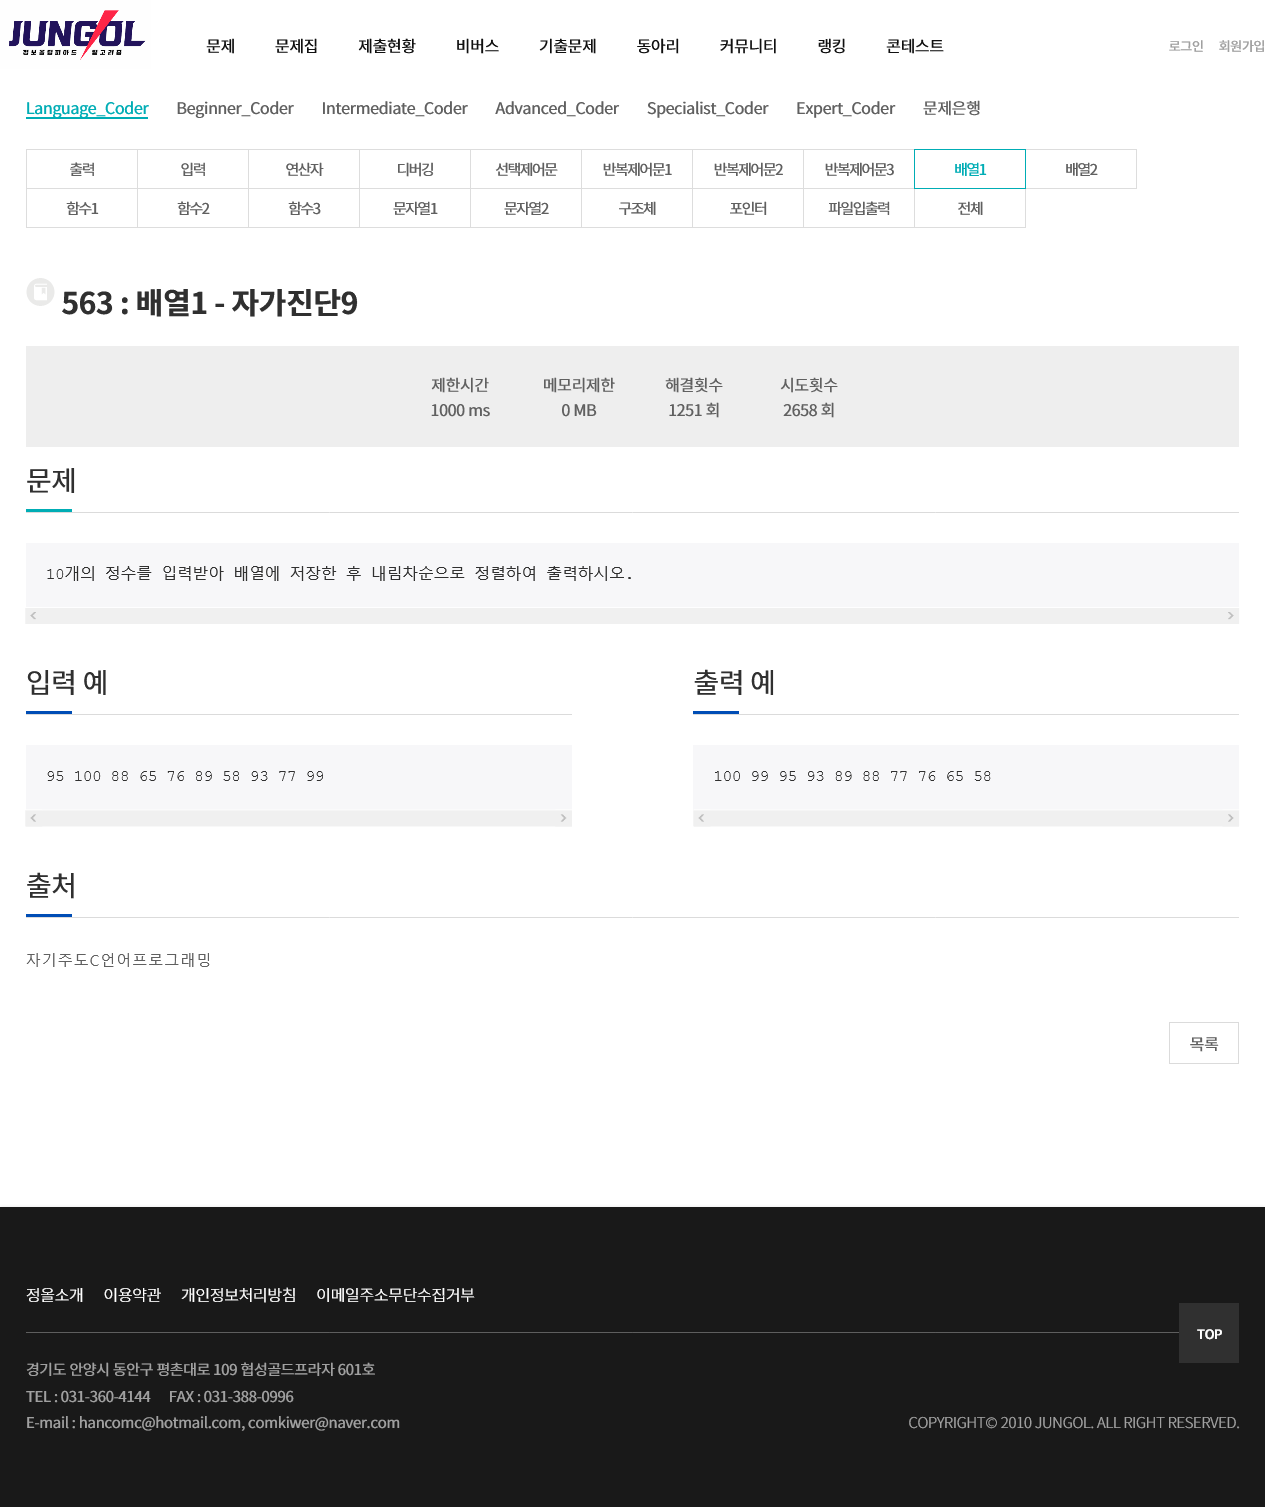 JUNGOL
정보올림피아드 알고리즘
문제 문제집 제출현황 비버스 기출문제 동아리 커뮤니티 랭킹 콘테스트 로그인 회원가입
Language_Coder Beginner_Coder Intermediate_Coder Advanced_Coder Specialist_Coder Expert_Coder 문제은행
출력 입력 연산자 디버깅 선택제어문 반복제어문1 반복제어문2 반복제어문3 배열1 배열2
함수1 함수2 함수3 문자열1 문자열2 구조체 포인터 파일입출력 전체
563 : 배열1 - 자가진단9
제한시간 메모리제한 해결횟수 시도횟수
1000 ms 0 MB 1251 회 2658 회
문제
10개의 정수를 입력받아 배열에 저장한 후 내림차순으로 정렬하여 출력하시오.
입력 예
95 100 88 65 76 89 58 93 77 99
출력 예
100 99 95 93 89 88 77 76 65 58
출처
자기주도C언어프로그래밍
목록
정올소개 이용약관 개인정보처리방침 이메일주소무단수집거부
TOP
경기도 안양시 동안구 평촌대로 109 협성골드프라자 601호
TEL : 031-360-4144 FAX : 031-388-0996
E-mail : hancomc@hotmail.com, comkiwer@naver.com
COPYRIGHT© 2010 JUNGOL. ALL RIGHT RESERVED.